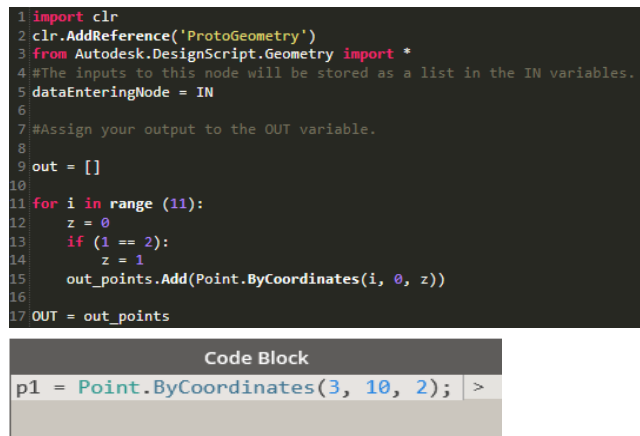 1 import clr
2 clr.AddReference('ProtoGeometry')
3 from Autodesk.DesignScript.Geometry import *
4 #The inputs to this node will be stored as a list in the IN variables.
5 dataEnteringNode = IN
6
7 #Assign your output to the OUT variable.
8
9 out = []
10
11 for i in range (11):
12     z = 0
13     if (1 == 2):
14         z = 1
15     out_points.Add(Point.ByCoordinates(i, 0, z))
16
17 OUT = out_points
Code Block
p1 = Point.ByCoordinates(3, 10, 2); >